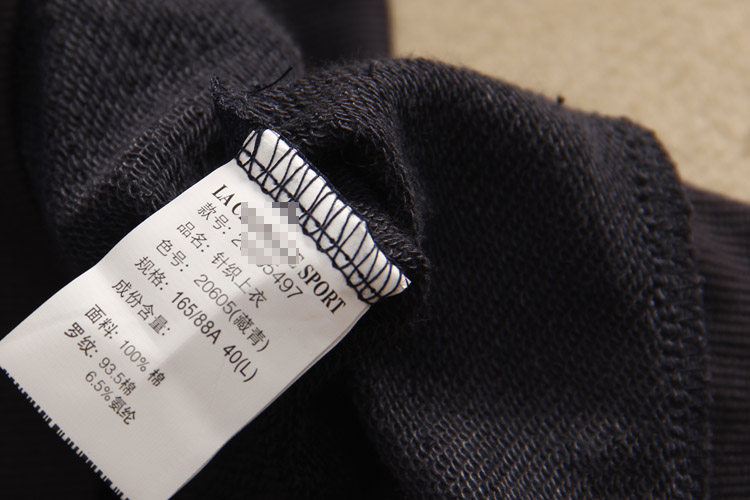 LA SPORT
款号: 5497
品名: 针织上衣
色号: 20605(藏青)
规格: 165/88A 40(L)
成份含量:
面料: 100% 棉
罗纹: 93.5棉
6.5%氨纶